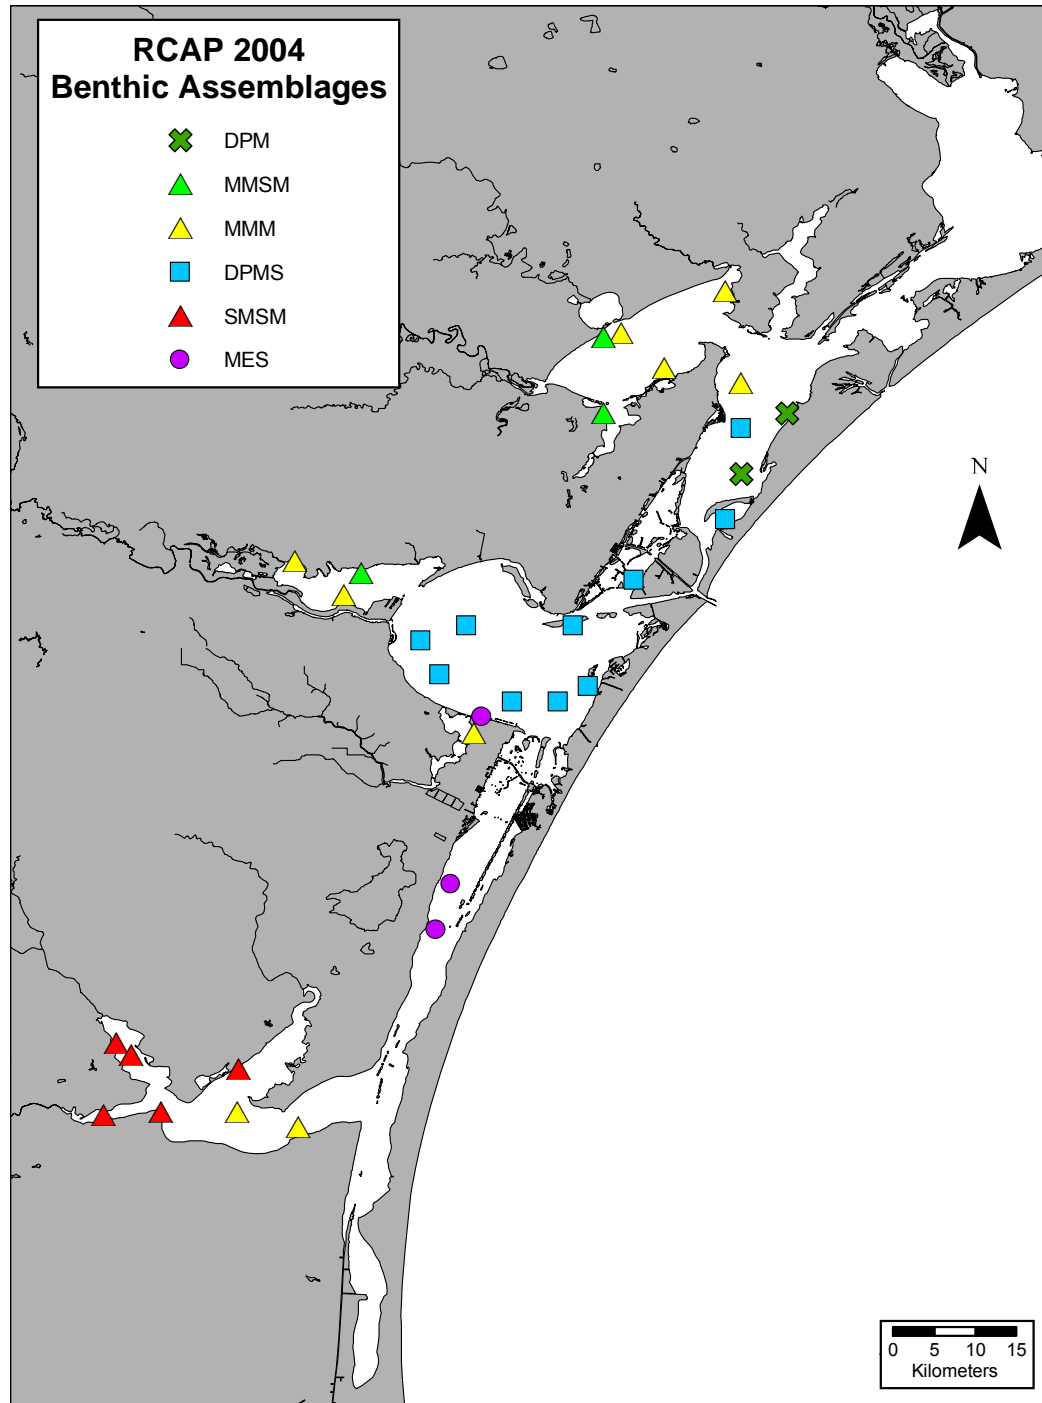 RCAP 2004
Benthic Assemblages
DPM
MMSM
MMM
DPMS
SMSM
MES
N
0 5 10 15
Kilometers